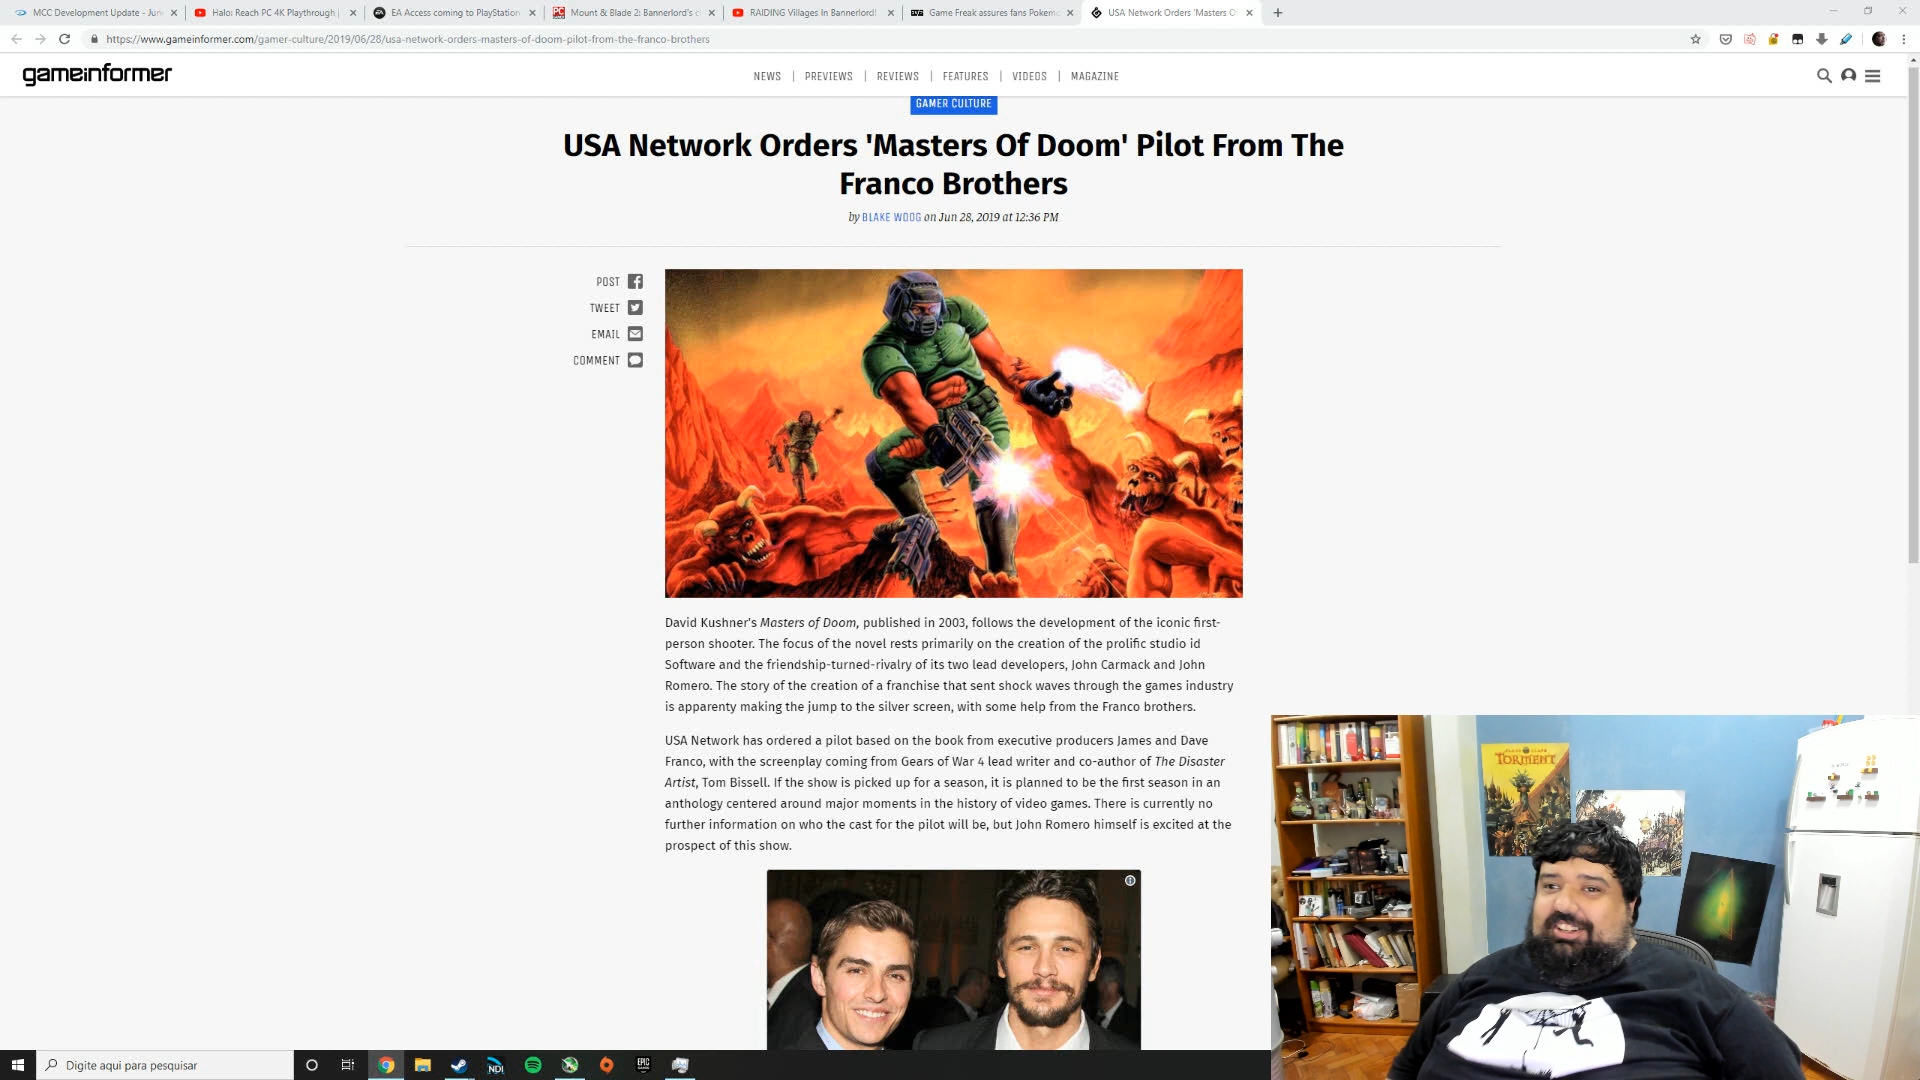 MCC Development Update - Jun
Halo: Reach PC 4K Playthrough
EA Access coming to PlayStation
Mount & Blade 2: Bannerlord's c
RAIDING Villages In Bannerlord!
Game Freak assures fans Pokemo
USA Network Orders 'Masters O
https://www.gameinformer.com/gamer-culture/2019/06/28/usa-network-orders-masters-of-doom-pilot-from-the-franco-brothers
gameinformer
NEWS | PREVIEWS | REVIEWS | FEATURES | VIDEOS | MAGAZINE
GAMER CULTURE
USA Network Orders 'Masters Of Doom' Pilot From The
Franco Brothers
by BLAKE WOOG on Jun 28, 2019 at 12:36 PM
POST
TWEET
EMAIL
COMMENT
David Kushner's Masters of Doom, published in 2003, follows the development of the iconic first-
person shooter. The focus of the novel rests primarily on the creation of the prolific studio id
Software and the friendship-turned-rivalry of its two lead developers, John Carmack and John
Romero. The story of the creation of a franchise that sent shock waves through the games industry
is apparenty making the jump to the silver screen, with some help from the Franco brothers.
USA Network has ordered a pilot based on the book from executive producers James and Dave
Franco, with the screenplay coming from Gears of War 4 lead writer and co-author of The Disaster
Artist, Tom Bissell. If the show is picked up for a season, it is planned to be the first season in an
anthology centered around major moments in the history of video games. There is currently no
further information on who the cast for the pilot will be, but John Romero himself is excited at the
prospect of this show.
TORMENT
Digite aqui para pesquisar
NDI
EPIC
GAMES